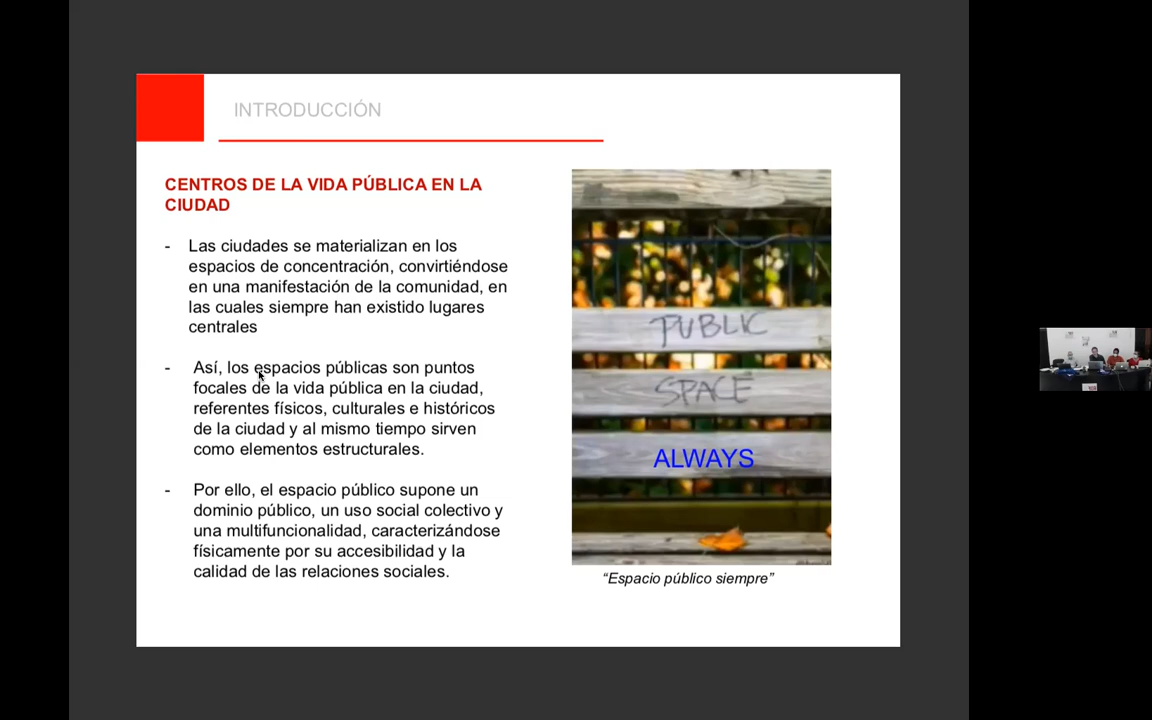 INTRODUCCIÓN
CENTROS DE LA VIDA PÚBLICA EN LA
CIUDAD
- Las ciudades se materializan en los
espacios de concentración, convirtiéndose
en una manifestación de la comunidad, en
las cuales siempre han existido lugares
centrales
- Así, los espacios públicas son puntos
focales de la vida pública en la ciudad,
referentes físicos, culturales e históricos
de la ciudad y al mismo tiempo sirven
como elementos estructurales.
- Por ello, el espacio público supone un
dominio público, un uso social colectivo y
una multifuncionalidad, caracterizándose
físicamente por su accesibilidad y la
calidad de las relaciones sociales.
PUBLIC
SPACE
ALWAYS
“Espacio público siempre”